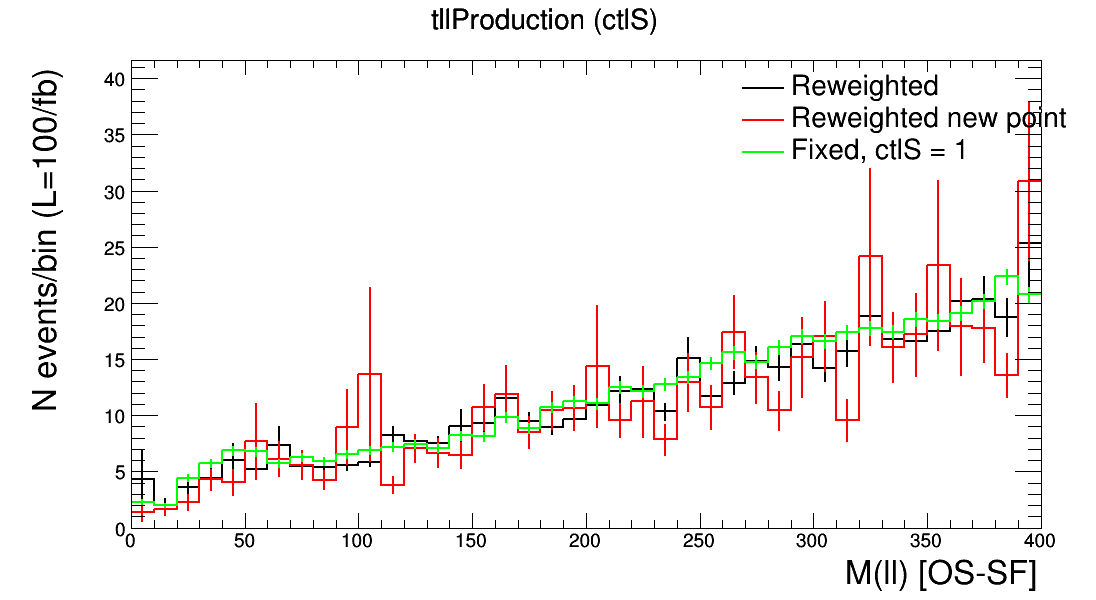 tllProduction (ctlS)
N events/bin (L=100/fb)
40
35
30
25
20
15
10
5
0
Reweighted
Reweighted new point
Fixed, ctlS = 1
0 50 100 150 200 250 300 350 400
M(ll) [OS-SF]